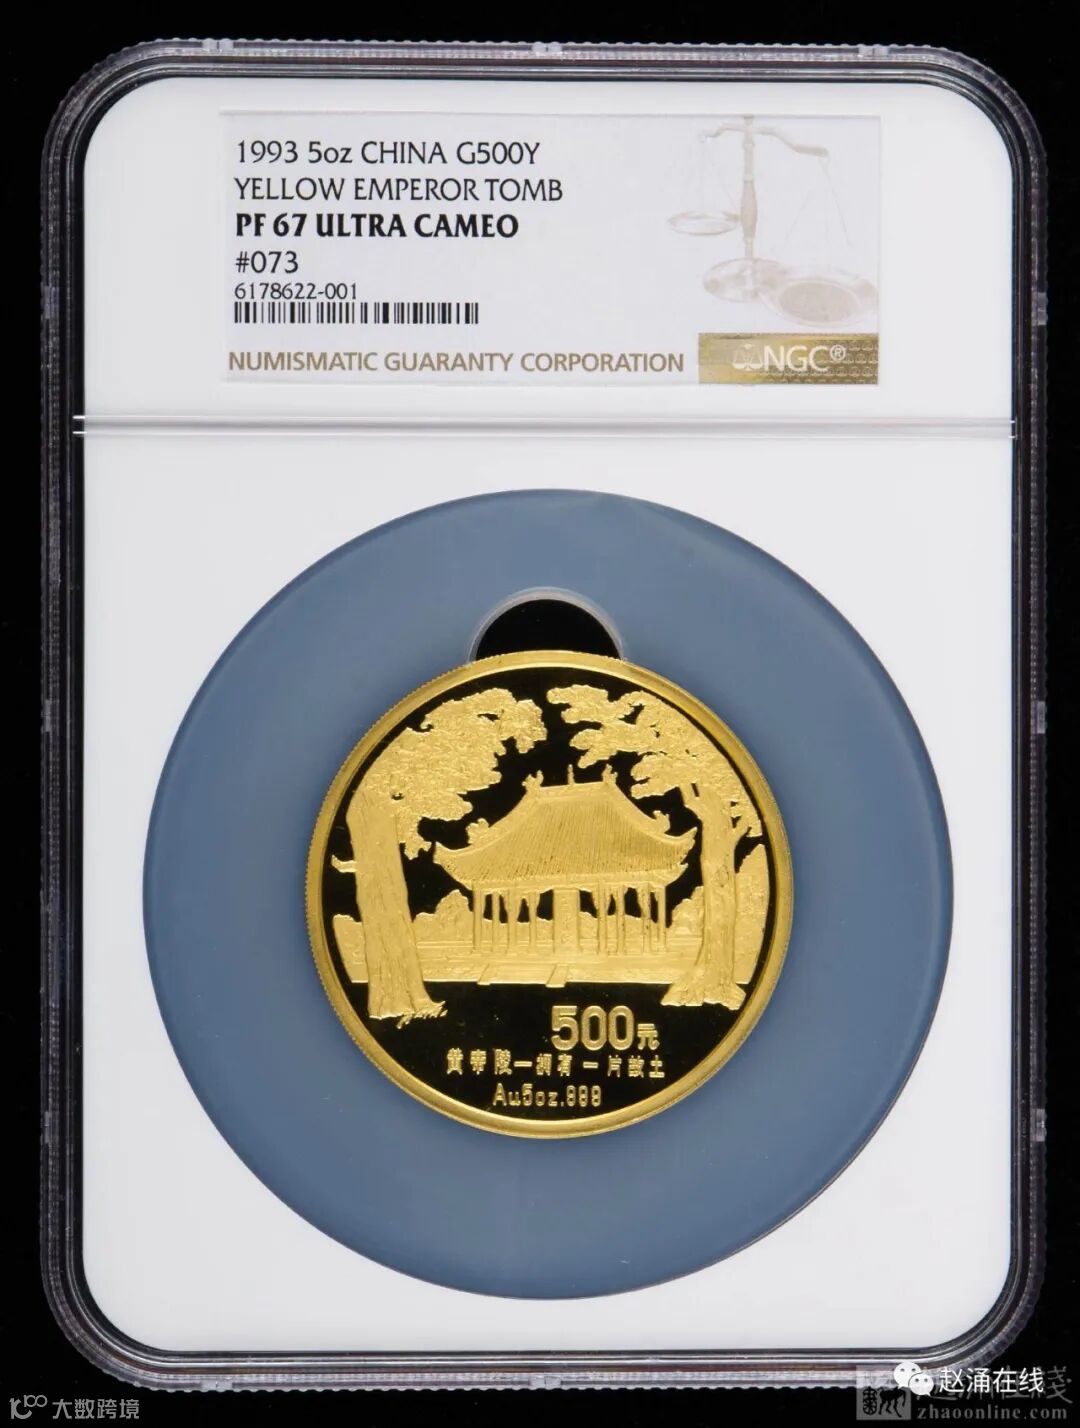 1993 5oz CHINA G500Y
YELLOW EMPEROR TOMB
PF 67 ULTRA CAMEO
#073
6178622-001
NUMISMATIC GUARANTY CORPORATION
NGC®
500元
黄帝陵—拥有一片故土
Au5oz.999
大数跨境
赵涌在线
zhaoonline.com